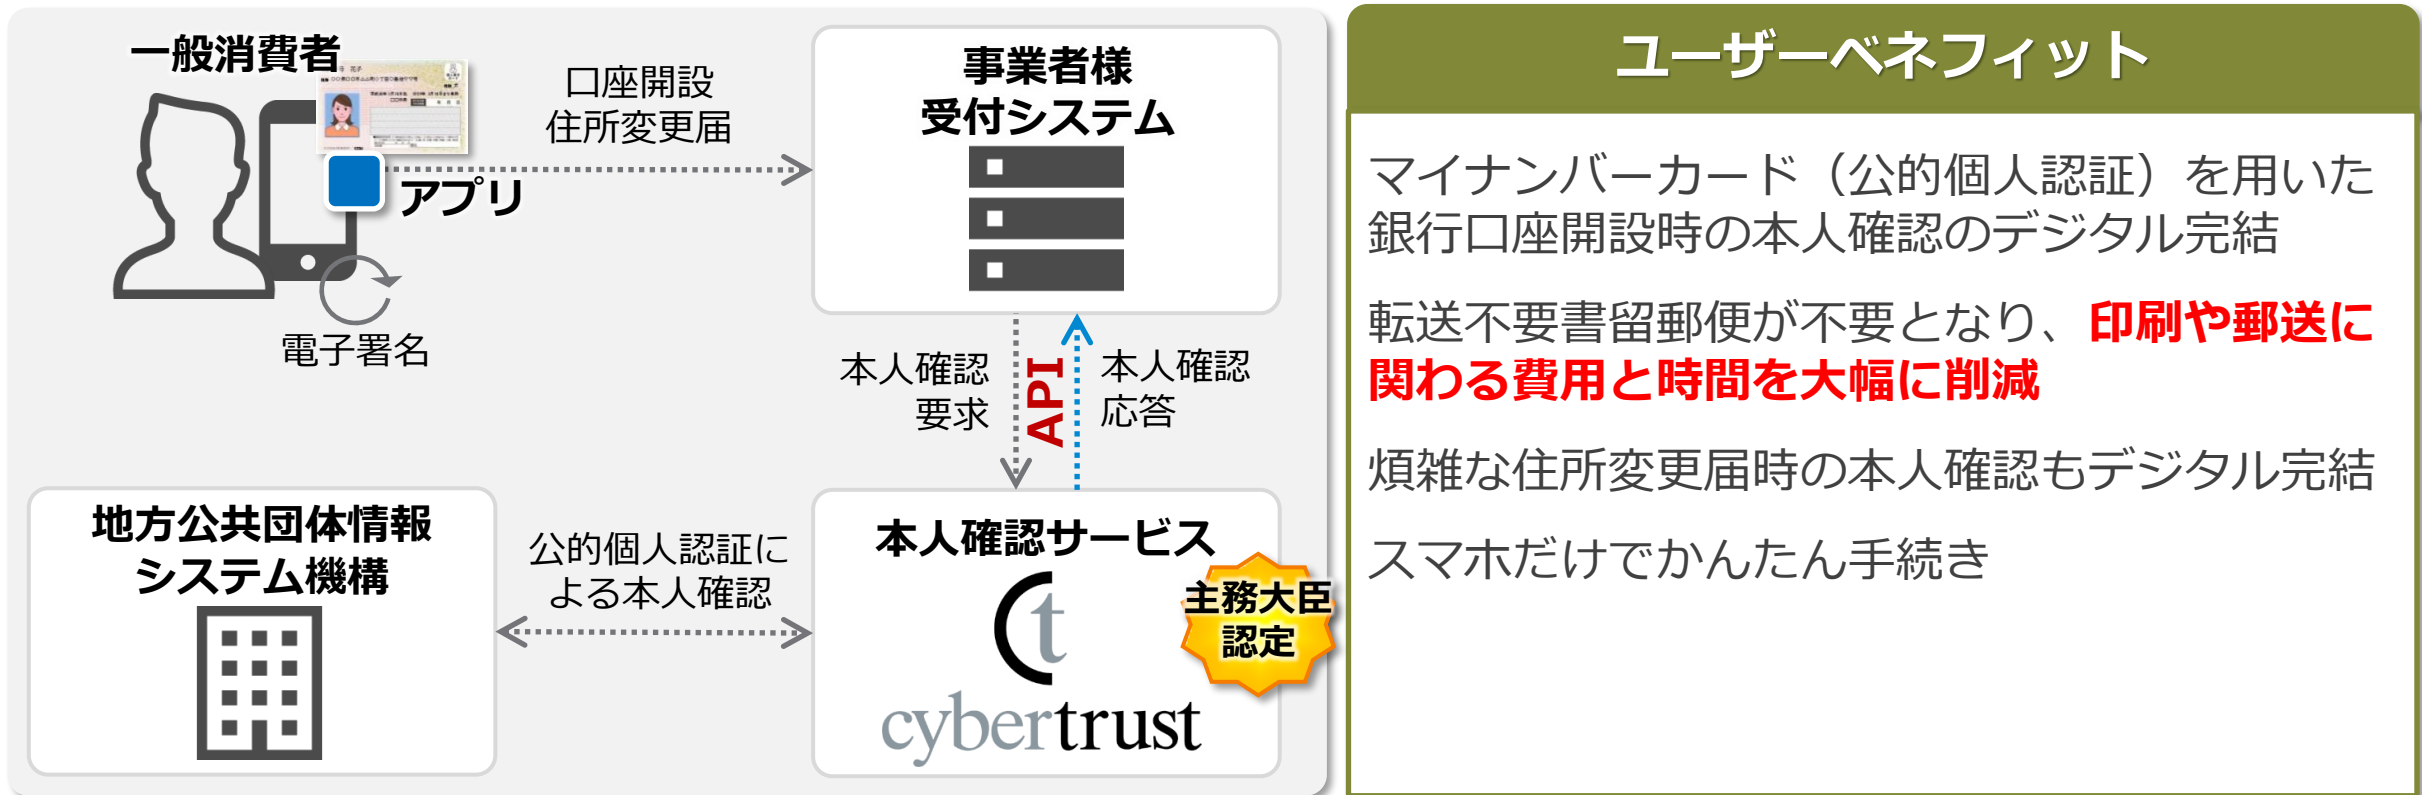 一般消費者
アプリ
電子署名
口座開設
住所変更届
事業者様
受付システム
本人確認
要求
API
本人確認
応答
地方公共団体情報
システム機構
公的個人認証に
よる本人確認
本人確認サービス
主務大臣
認定
cybertrust
ユーザーベネフィット
マイナンバーカード（公的個人認証）を用いた
銀行口座開設時の本人確認のデジタル完結
転送不要書留郵便が不要となり、印刷や郵送に
関わる費用と時間を大幅に削減
煩雑な住所変更届時の本人確認もデジタル完結
スマホだけでかんたん手続き